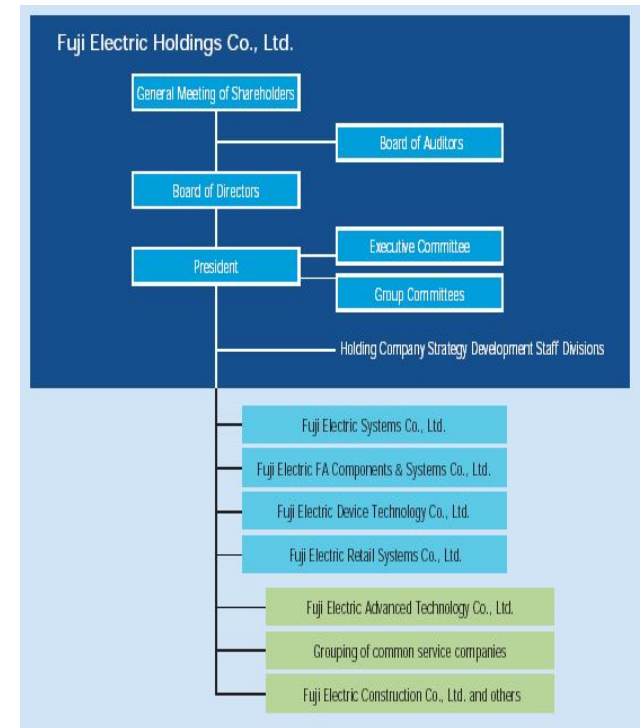 Fuji Electric Holdings Co., Ltd.
General Meeting of Shareholders
Board of Auditors
Board of Directors
Executive Committee
President
Group Committees
Holding Company Strategy Development Staff Divisions
Fuji Electric Systems Co., Ltd.
Fuji Electric FA Components & Systems Co., Ltd.
Fuji Electric Device Technology Co., Ltd.
Fuji Electric Retail Systems Co., Ltd.
Fuji Electric Advanced Technology Co., Ltd.
Grouping of common service companies
Fuji Electric Construction Co., Ltd. and others